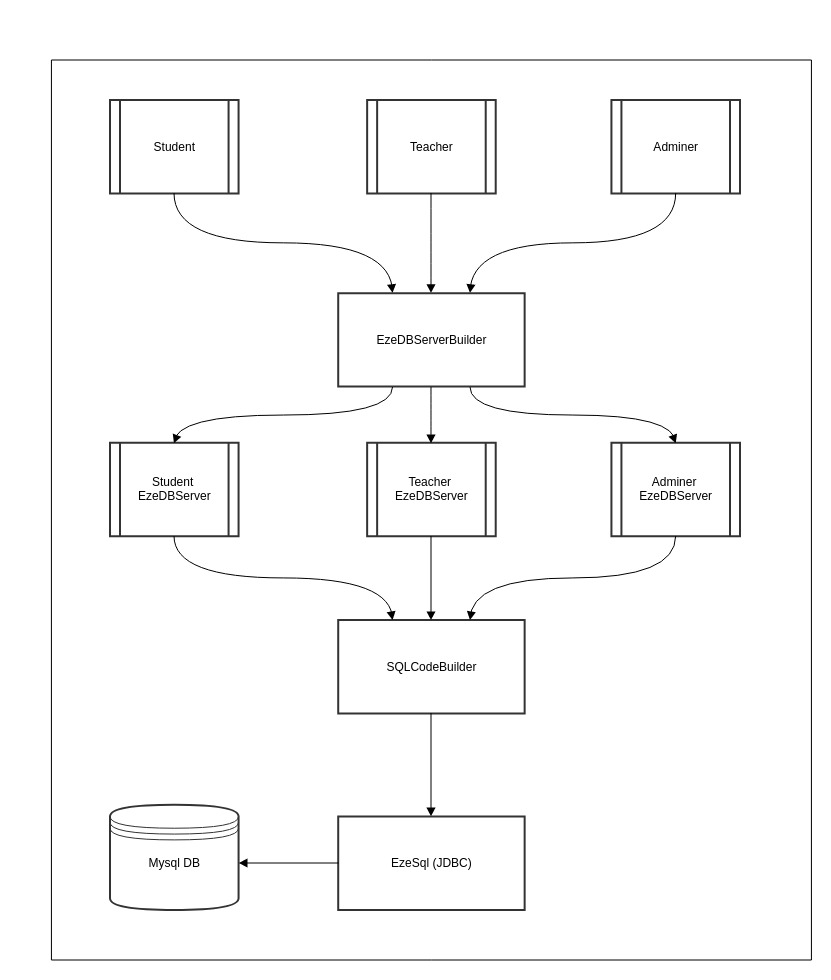 Student
Teacher
Adminer
EzeDBServerBuilder
Student
EzeDBServer
Teacher
EzeDBServer
Adminer
EzeDBServer
SQLCodeBuilder
Mysql DB
EzeSql (JDBC)